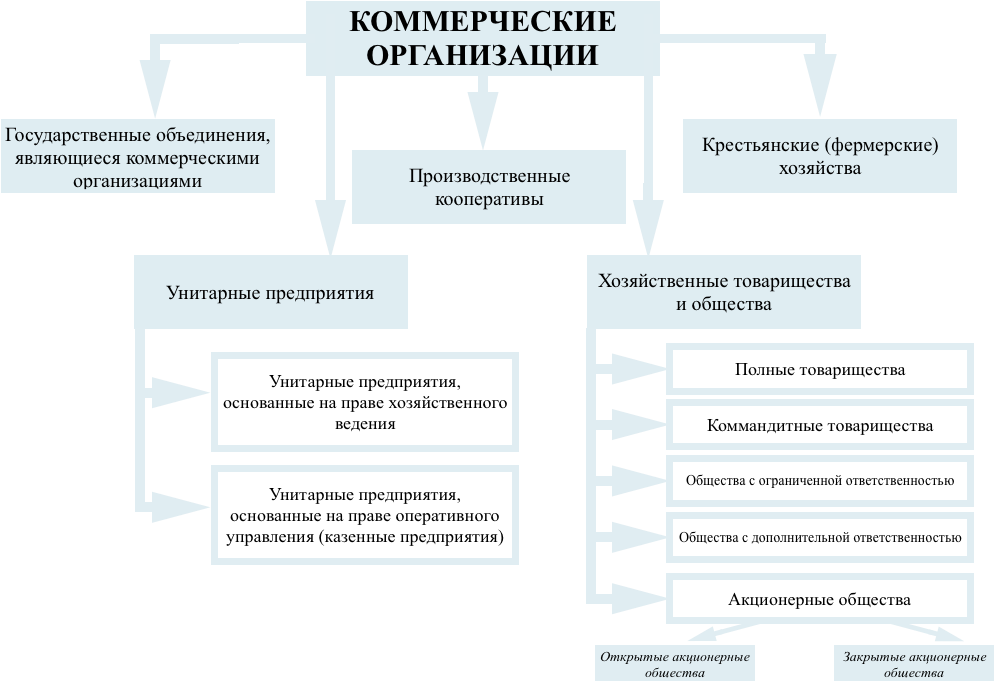 КОММЕРЧЕСКИЕ
ОРГАНИЗАЦИИ
Государственные объединения,
являющиеся коммерческими
организациями
Производственные
кооперативы
Крестьянские (фермерские)
хозяйства
Унитарные предприятия
Унитарные предприятия,
основанные на праве хозяйственного
ведения
Унитарные предприятия,
основанные на праве оперативного
управления (казенные предприятия)
Хозяйственные товарищества
и общества
Полные товарищества
Коммандитные товарищества
Общества с ограниченной ответственностью
Общества с дополнительной ответственностью
Акционерные общества
Открытые акционерные
общества
Закрытые акционерные
общества